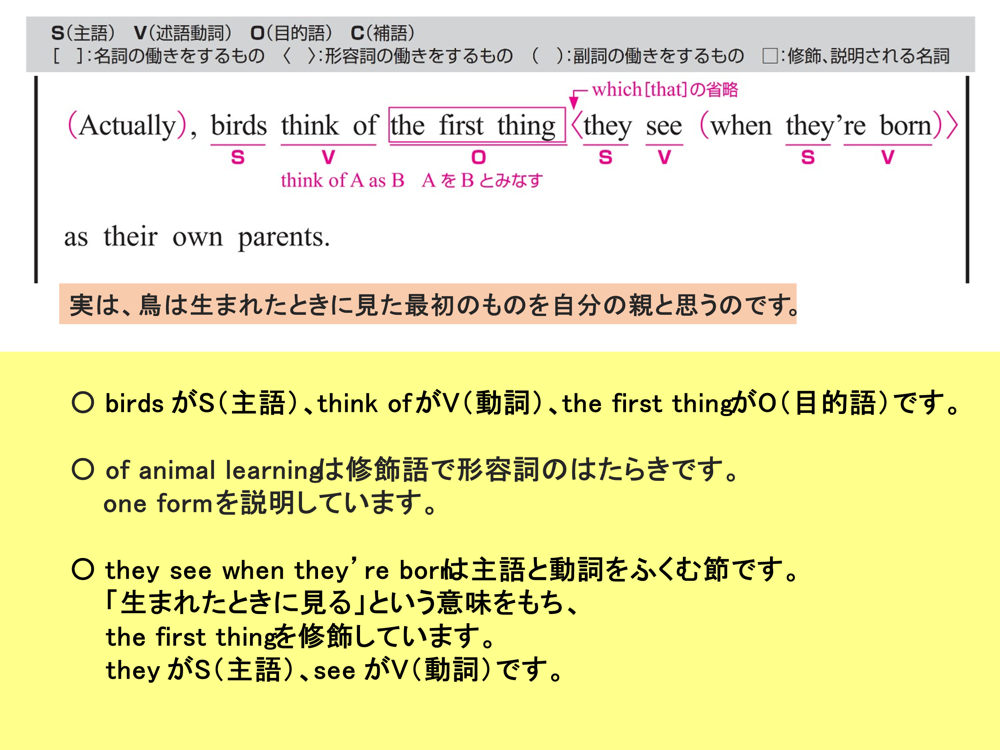 S（主語）　V（述語動詞）　O（目的語）　C（補語）
[　]：名詞の働きをするもの　〈　〉：形容詞の働きをするもの　（　）：副詞の働きをするもの　□：修飾、説明される名詞
which[that]の省略
(Actually), birds think of the first thing〈they see (when they’re born)〉
S V O S V S V
think of A as B　A を B とみなす
as their own parents.
実は、鳥は生まれたときに見た最初のものを自分の親と思うのです。
○ birds がS（主語）、think ofがV（動詞）、the first thingがO（目的語）です。
○ of animal learningは修飾語で形容詞のはたらきです。
one formを説明しています。
○ they see when they’re bornは主語と動詞をふくむ節です。
「生まれたときに見る」という意味をもち、
the first thingを修飾しています。
they がS（主語）、see がV（動詞）です。